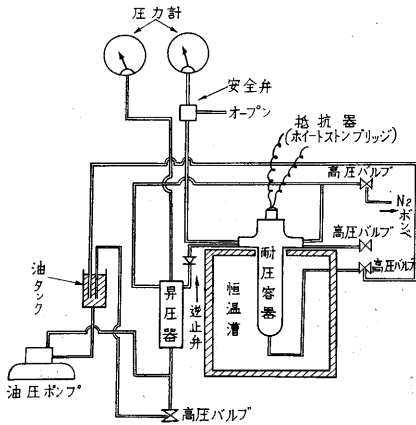 圧力計
安全弁
オープン
抵抗器
(ホイートストンブリッジ)
高圧バルブ
N2
ボンベ
高圧バルブ
高圧バルブ
油タンク
昇圧器
逆止弁
恒温漕
耐圧容器
油圧ポンプ
高圧バルブ